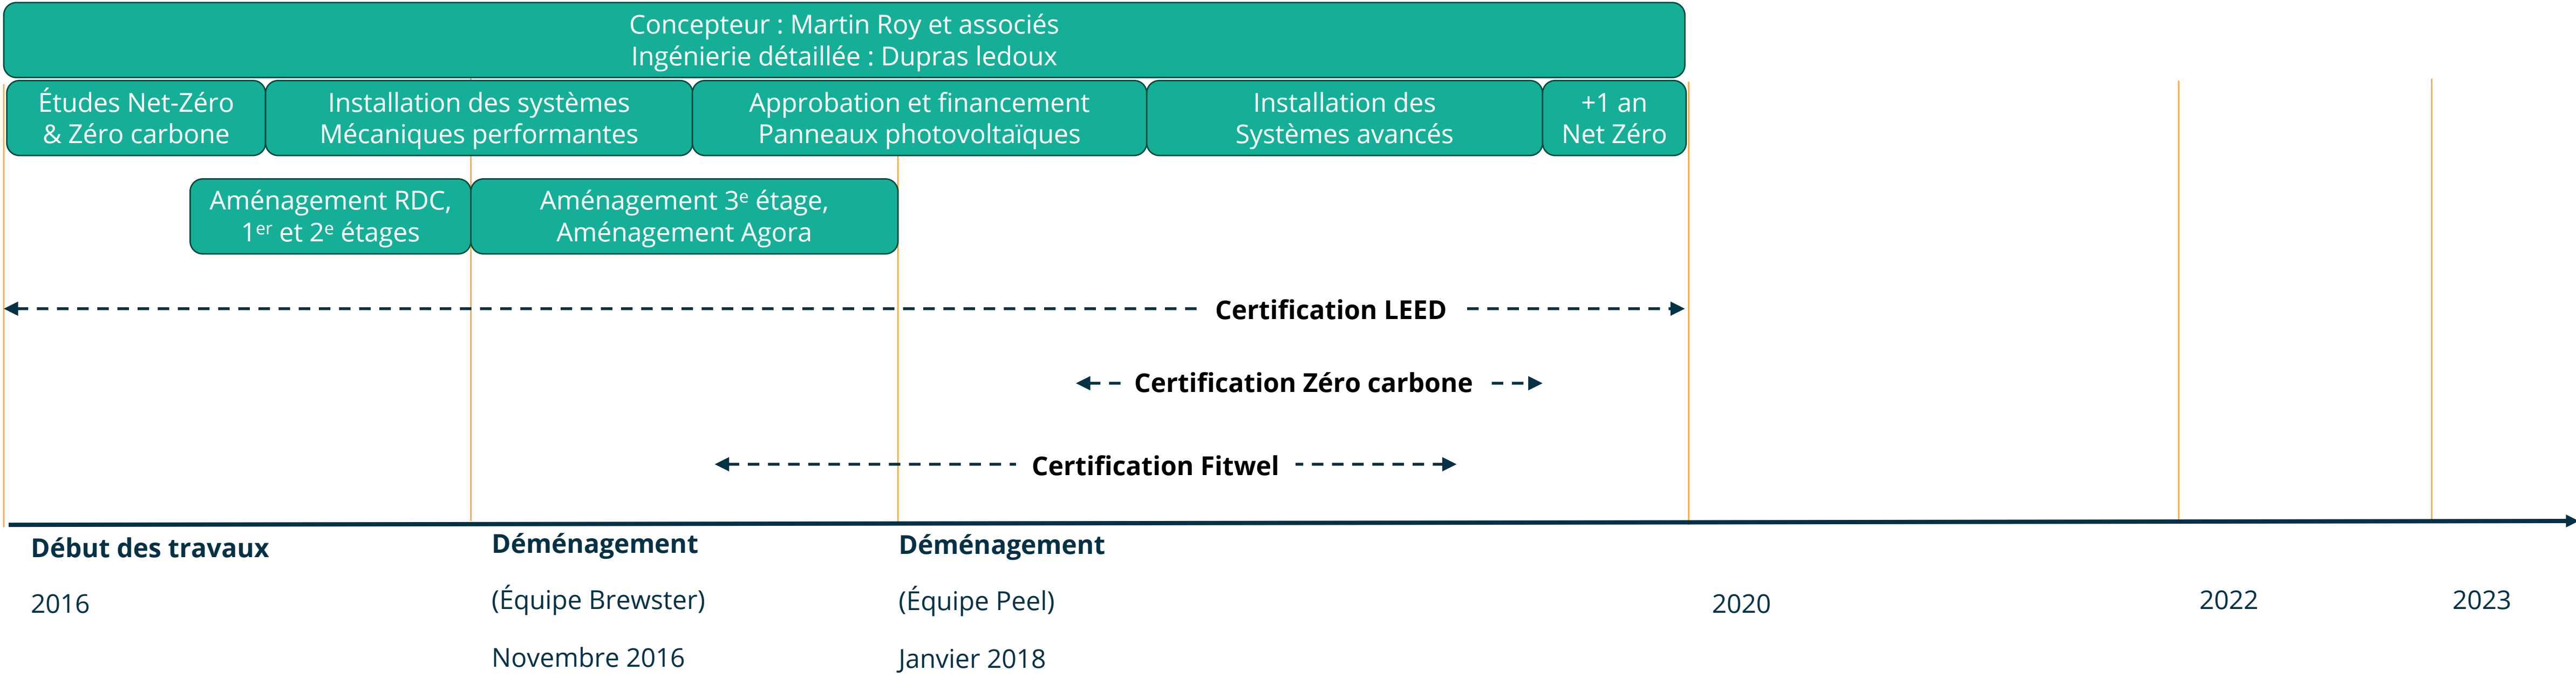 Concepteur : Martin Roy et associés
Ingénierie détaillée : Dupras ledoux
Études Net-Zéro
& Zéro carbone
Installation des systèmes
Mécaniques performantes
Approbation et financement
Panneaux photovoltaïques
Installation des
Systèmes avancés
+1 an
Net Zéro
Aménagement RDC,
1er et 2e étages
Aménagement 3e étage,
Aménagement Agora
Certification LEED
Certification Zéro carbone
Certification Fitwel
Début des travaux
2016
Déménagement
(Équipe Brewster)
Novembre 2016
Déménagement
(Équipe Peel)
Janvier 2018
2020
2022
2023